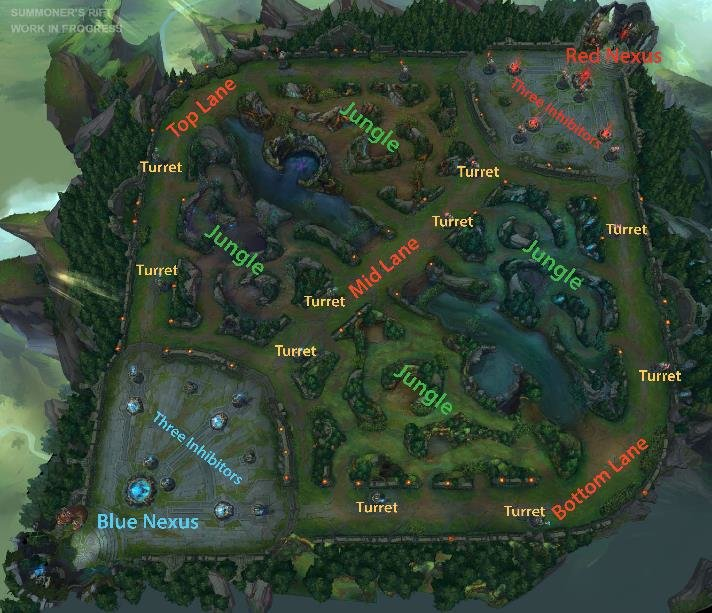 SUMMONER'S RIFT
WORK IN PROGRESS
Red Nexus
Top Lane
Three Inhibitors
Jungle
Turret
Turret
Turret
Turret
Jungle
Mid Lane
Jungle
Turret
Turret
Turret
Turret
Jungle
Three Inhibitors
Bottom Lane
Turret
Turret
Blue Nexus